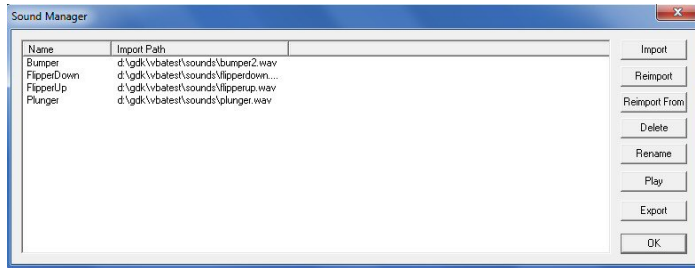 Sound Manager
Name Import Path
Bumper d:\gdk\vbatest\sounds\bumper2.wav
FlipperDown d:\gdk\vbatest\sounds\flipperdown....
FlipperUp d:\gdk\vbatest\sounds\flipperup.wav
Plunger d:\gdk\vbatest\sounds\plunger.wav
Import
Reimport
Reimport From
Delete
Rename
Play
Export
OK